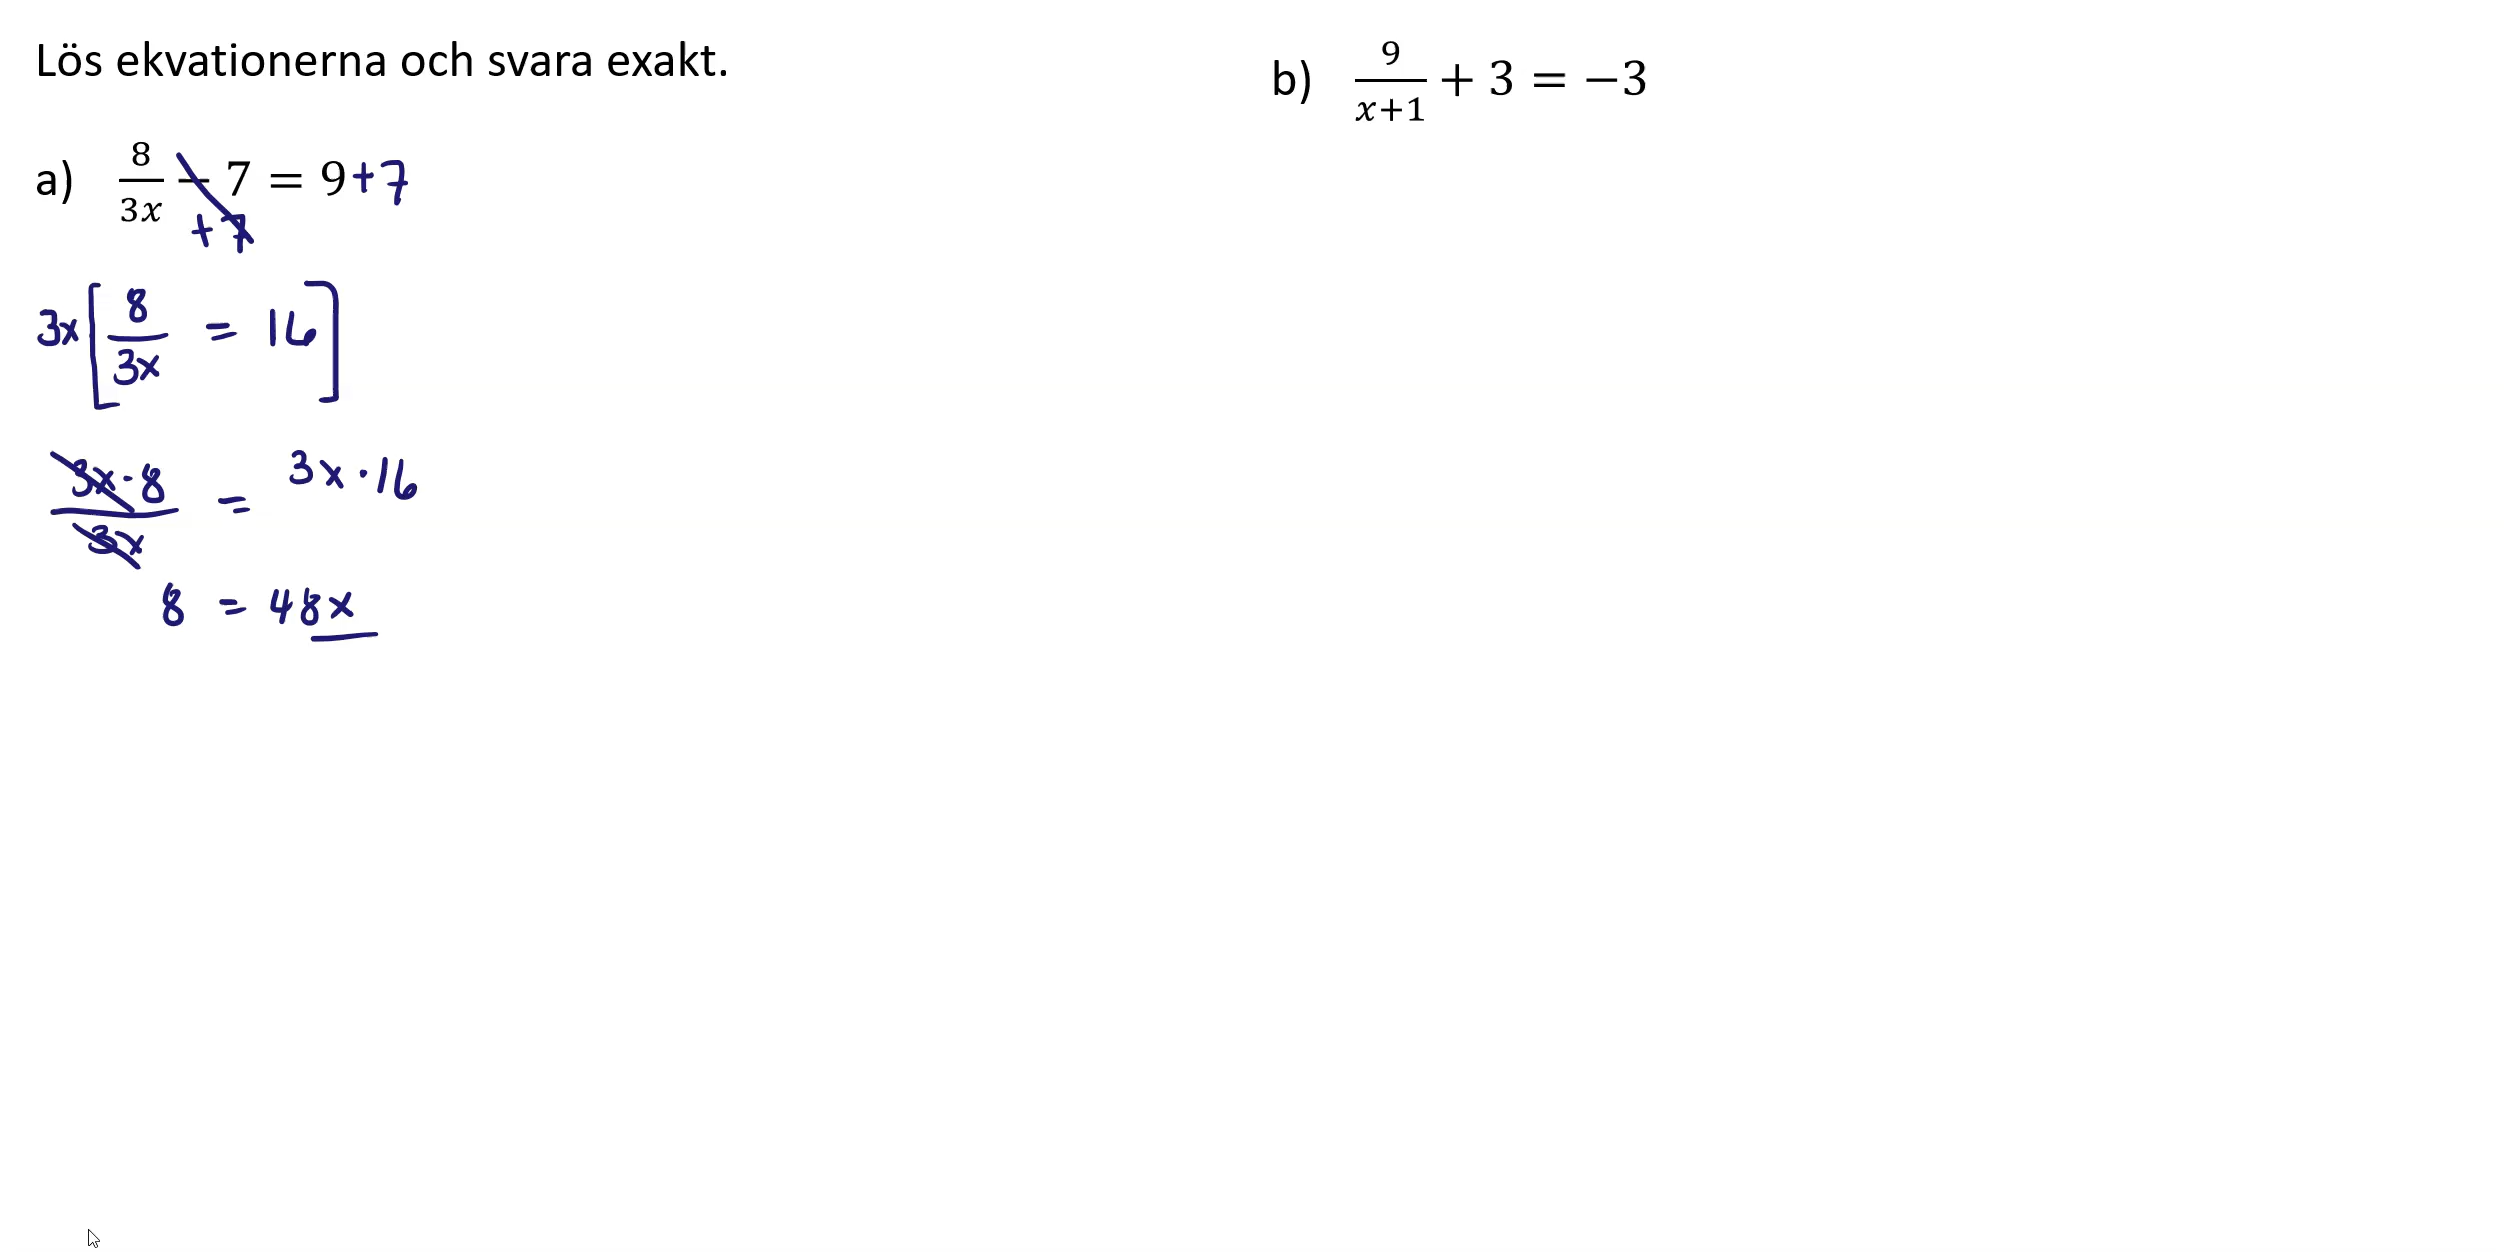 Lös ekvationerna och svara exakt.
a) 8/(3x) − 7 = 9 + 7
+ 7
3x [ 8/(3x) = 16 ]
(3x · 8)/(3x) = 3x · 16
8 = 48x
b) 9/(x+1) + 3 = −3